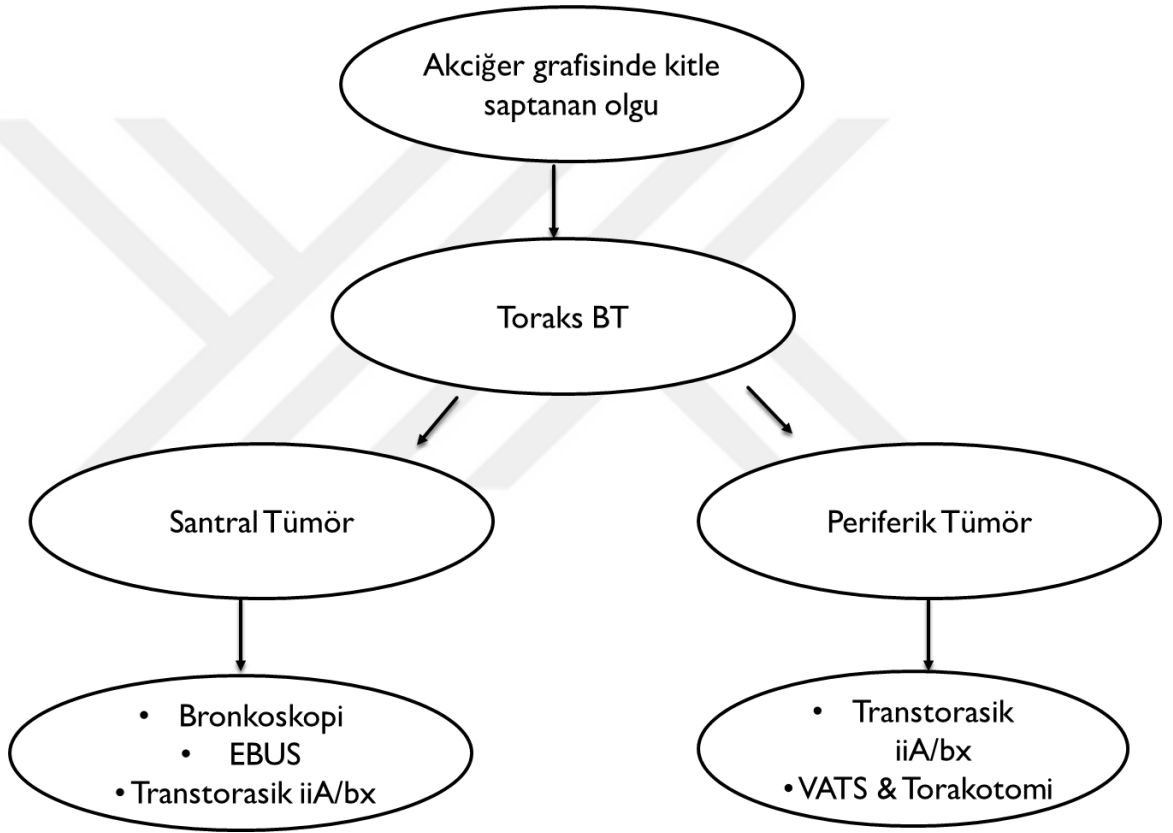 Akciğer grafisinde kitle
saptanan olgu
Toraks BT
Santral Tümör
Periferik Tümör
• Bronkoskopi
• EBUS
• Transtorasik iiA/bx
• Transtorasik
iiA/bx
• VATS & Torakotomi